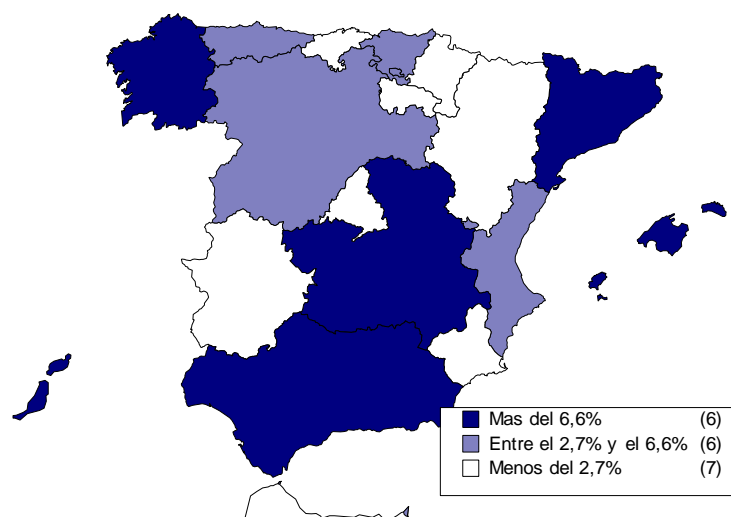 Mas del 6,6% (6)
Entre el 2,7% y el 6,6% (6)
Menos del 2,7% (7)